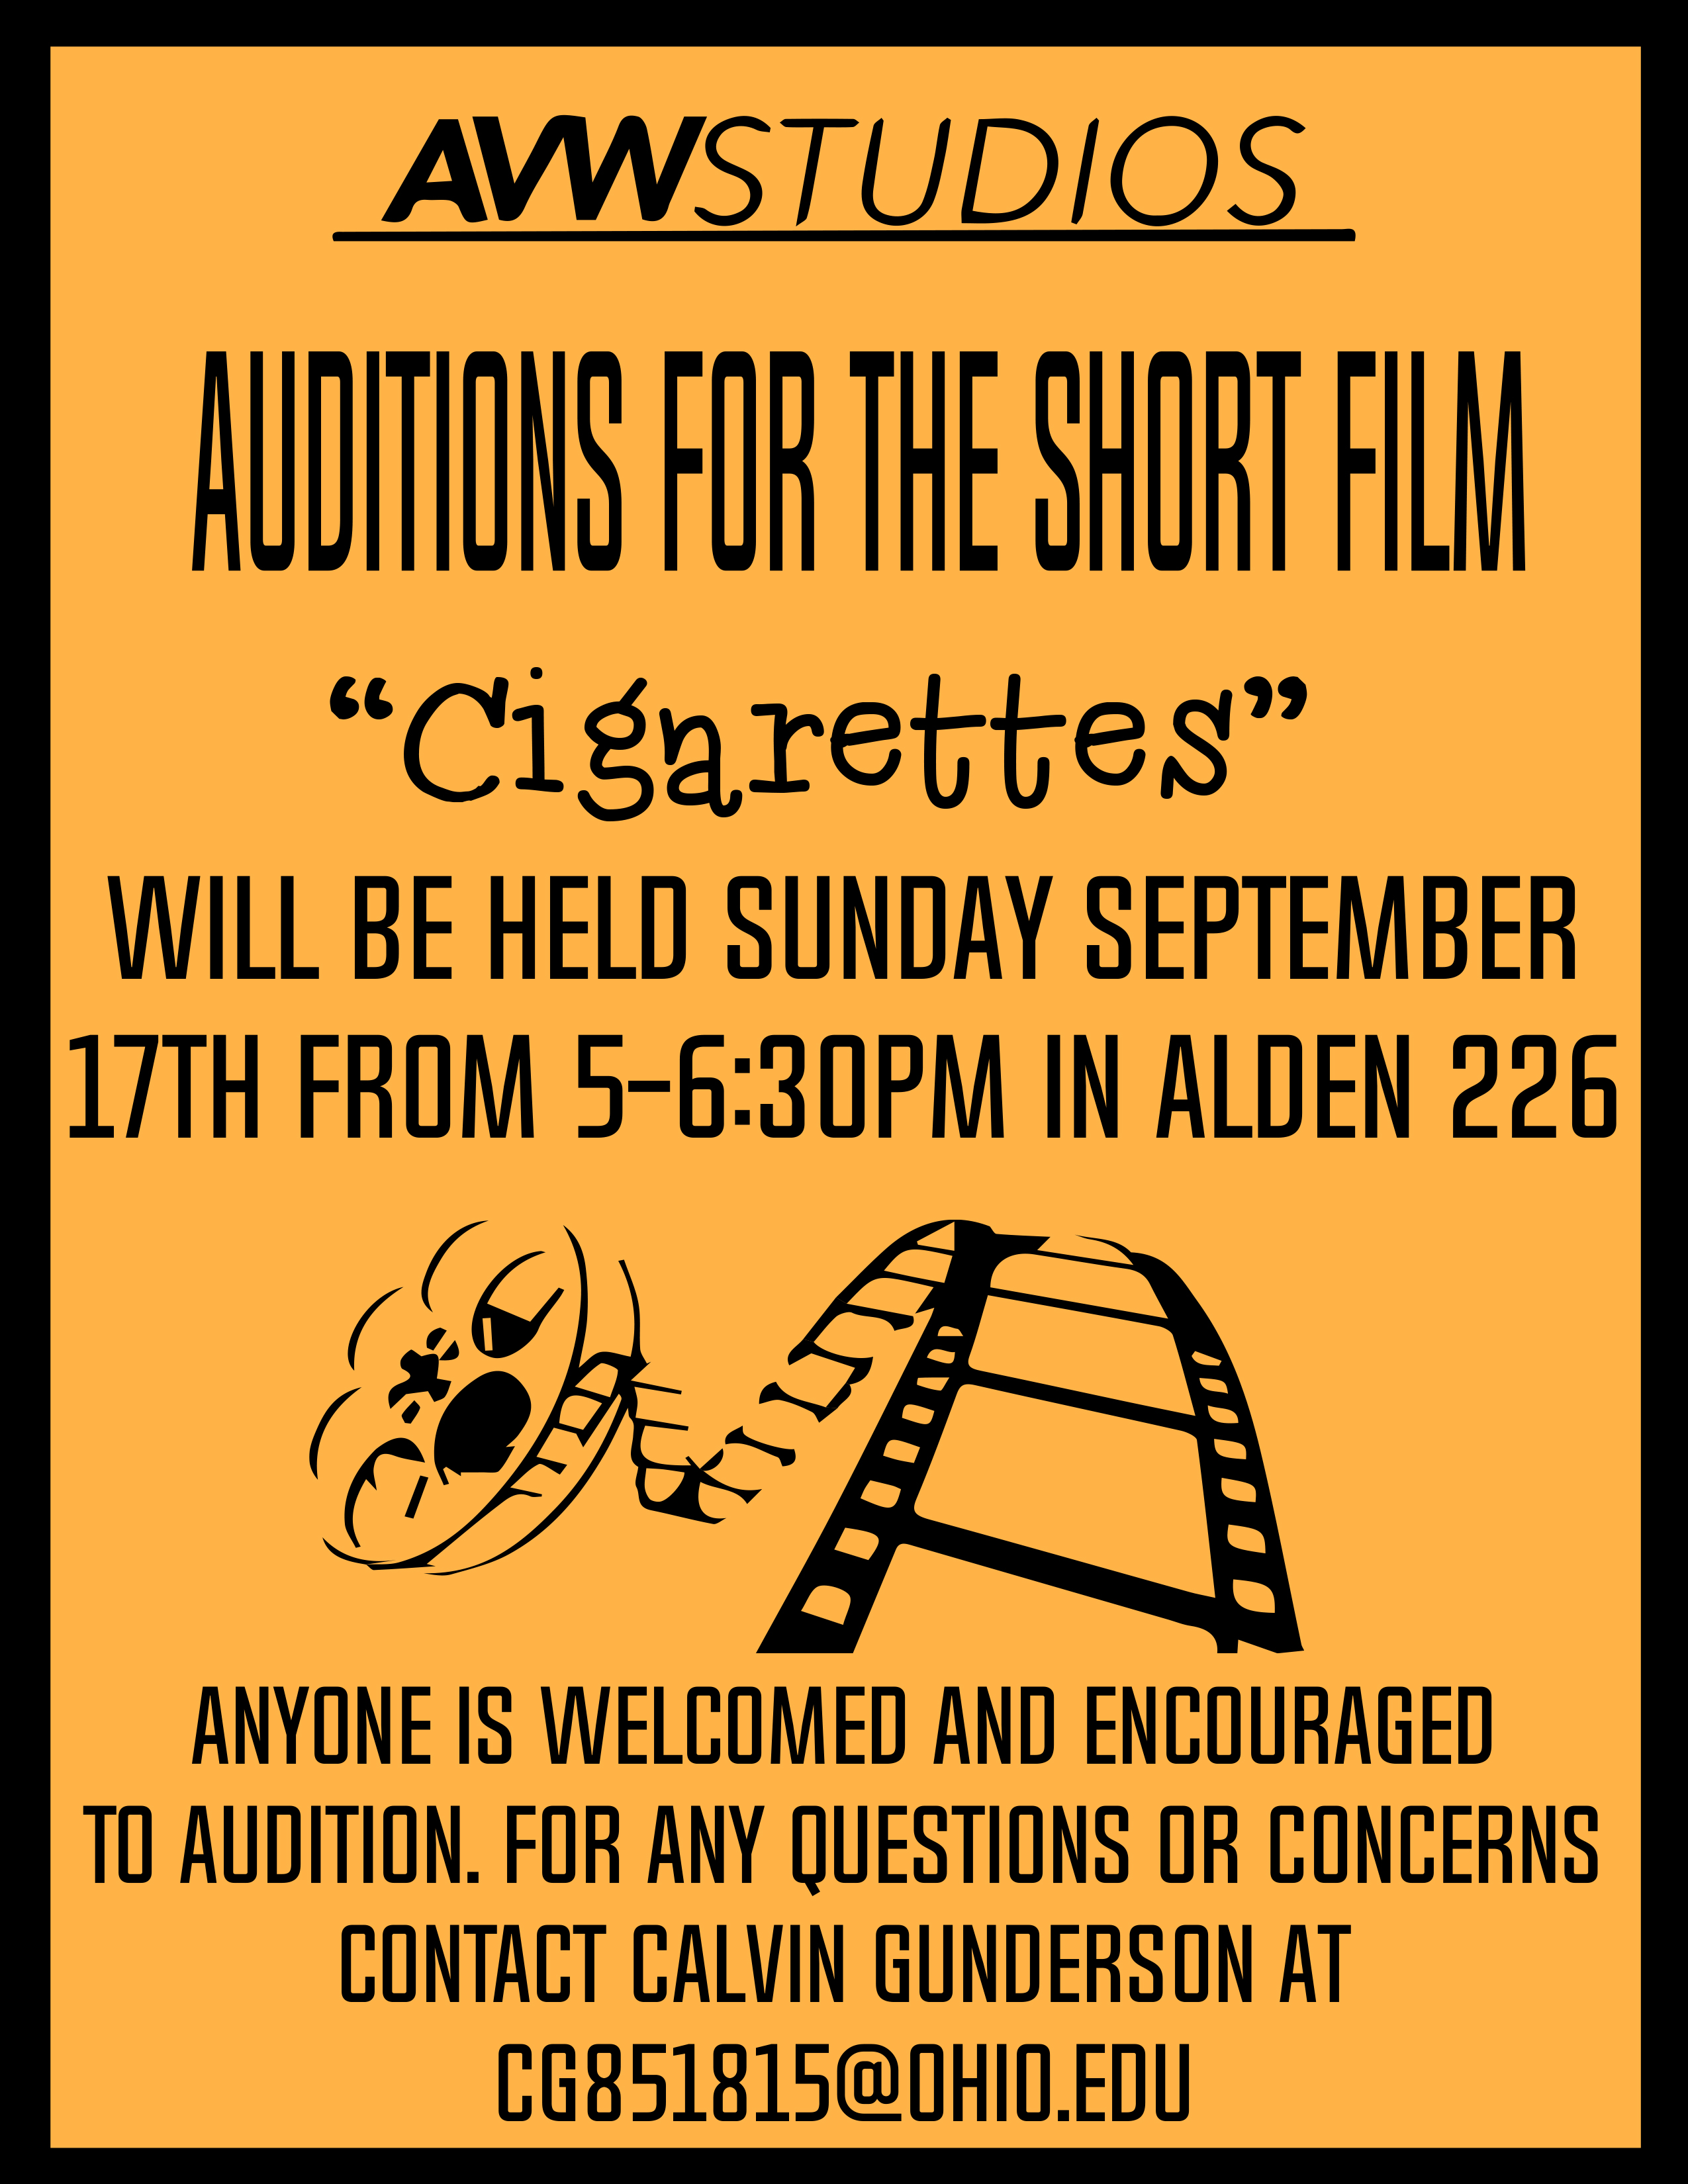 AVWSTUDIOS
AUDITIONS FOR THE SHORT FILM
“Cigarettes”
WILL BE HELD SUNDAY SEPTEMBER
17TH FROM 5-6:30PM IN ALDEN 226
ANYONE IS WELCOMED AND ENCOURAGED
TO AUDITION. FOR ANY QUESTIONS OR CONCERNS
CONTACT CALVIN GUNDERSON AT
CG851815@OHIO.EDU